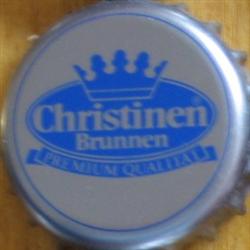 Christinen®
Brunnen
PREMIUM QUALITÄT